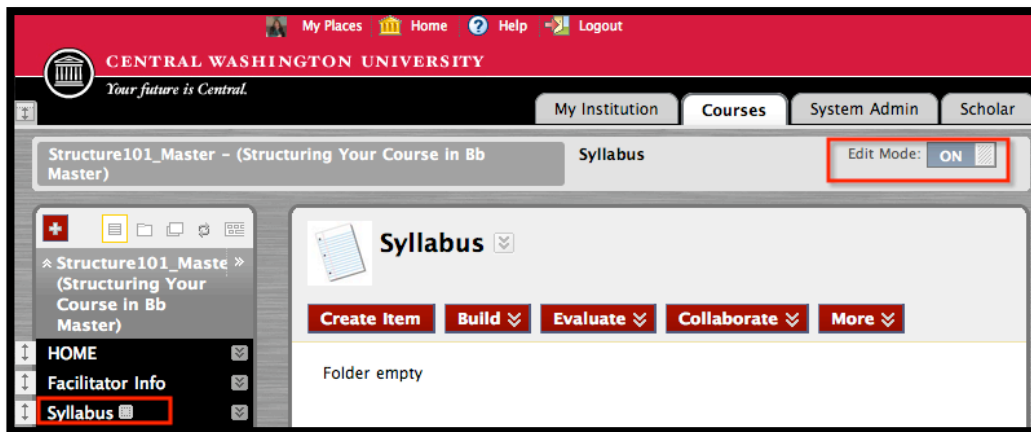 My Places Home Help Logout
CENTRAL WASHINGTON UNIVERSITY
Your future is Central.
My Institution Courses System Admin Scholar
Structure101_Master – (Structuring Your Course in Bb
Master)
Syllabus
Edit Mode: ON
Structure101_Maste
(Structuring Your
Course in Bb
Master)
HOME
Facilitator Info
Syllabus
Syllabus
Create Item Build Evaluate Collaborate More
Folder empty